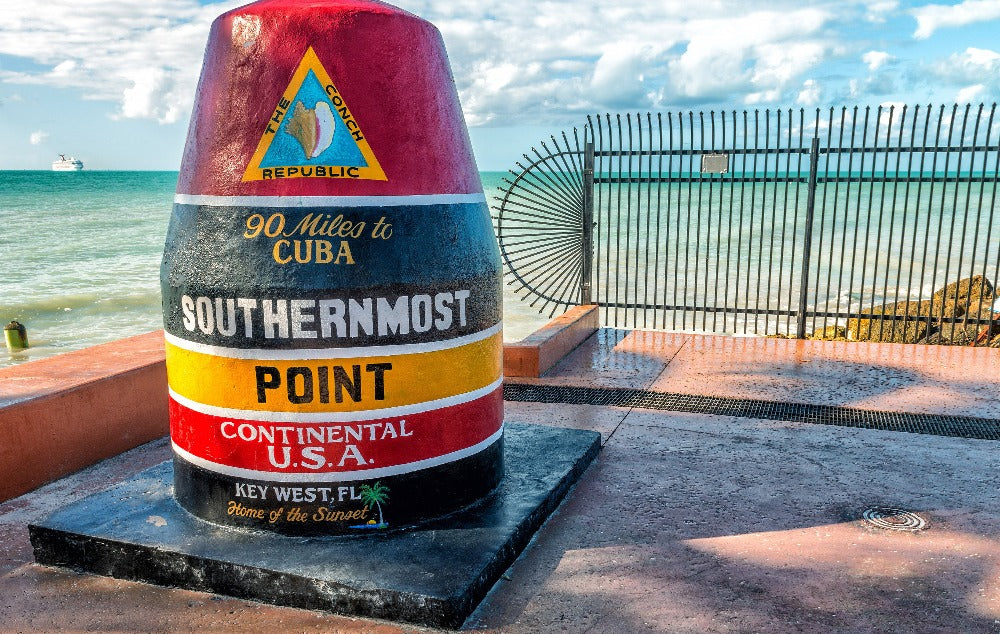 THE CONCH
REPUBLIC
90 Miles to
CUBA
SOUTHERNMOST
POINT
CONTINENTAL
U.S.A.
KEY WEST, FL
Home of the Sunset